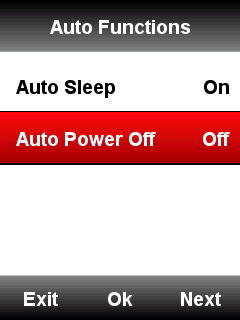 Auto Functions
Auto Sleep On
Auto Power Off Off
Exit Ok Next